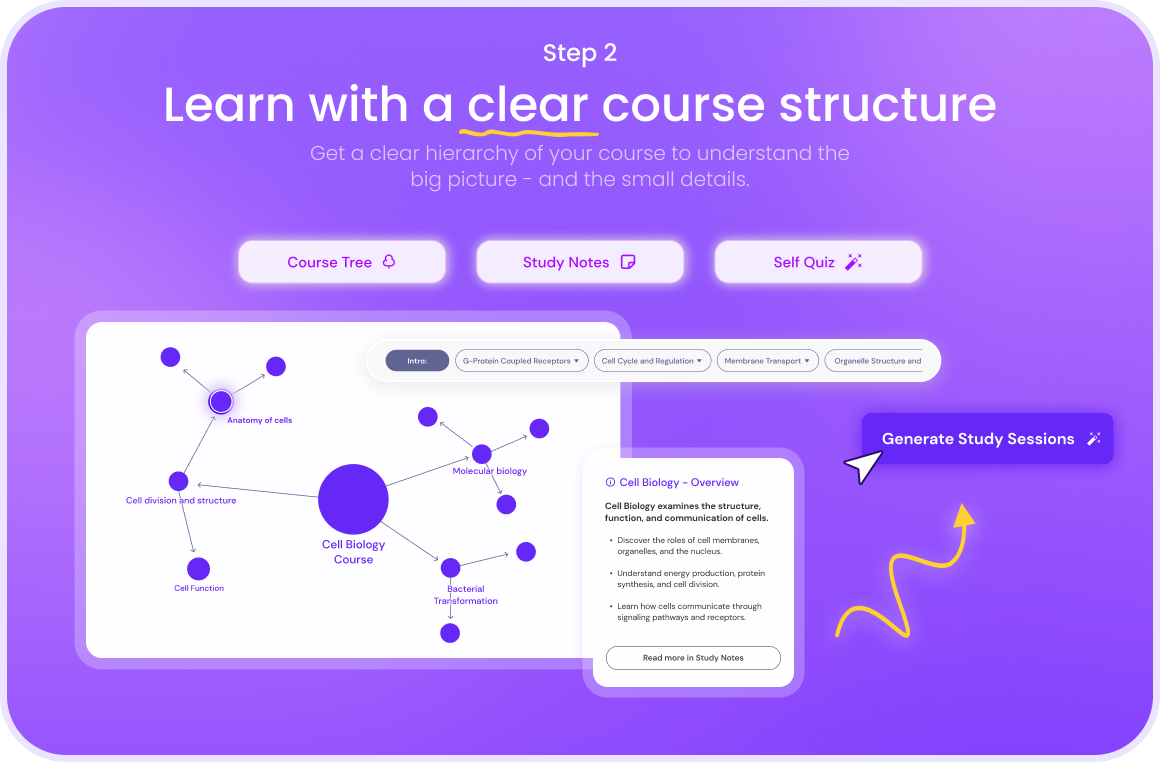 Step 2
Learn with a clear course structure
Get a clear hierarchy of your course to understand the
big picture - and the small details.
Course Tree
Study Notes
Self Quiz
Intro:
G-Protein Coupled Receptors
Cell Cycle and Regulation
Membrane Transport
Organelle Structure and
Anatomy of cells
Molecular biology
Cell division and structure
Cell Biology
Course
Cell Function
Bacterial
Transformation
Generate Study Sessions
Cell Biology - Overview
Cell Biology examines the structure,
function, and communication of cells.
• Discover the roles of cell membranes,
organelles, and the nucleus.
• Understand energy production, protein
synthesis, and cell division.
• Learn how cells communicate through
signaling pathways and receptors.
Read more in Study Notes